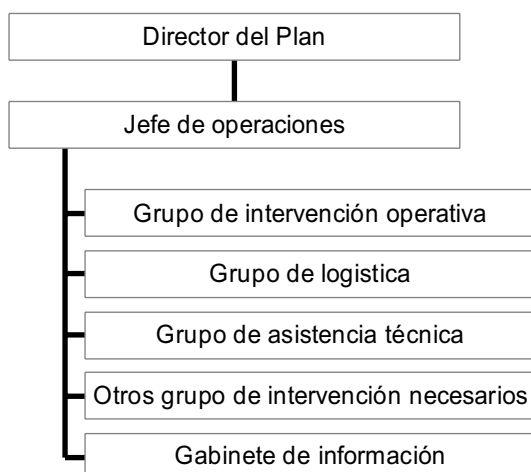 Director del Plan
Jefe de operaciones
Grupo de intervención operativa
Grupo de logistica
Grupo de asistencia técnica
Otros grupo de intervención necesarios
Gabinete de información